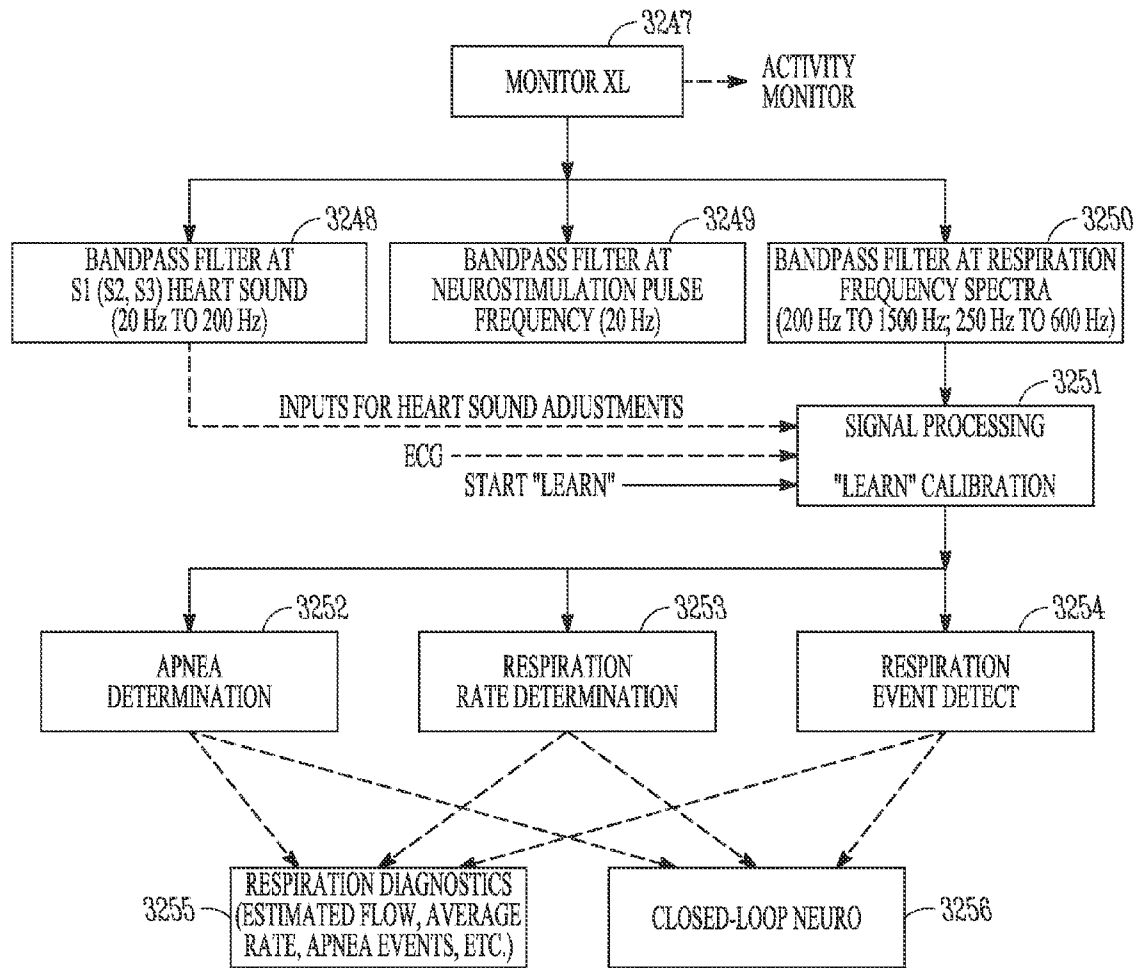 3247
MONITOR XL
ACTIVITY
MONITOR
3248
BANDPASS FILTER AT
S1 (S2, S3) HEART SOUND
(20 Hz TO 200 Hz)
3249
BANDPASS FILTER AT
NEUROSTIMULATION PULSE
FREQUENCY (20 Hz)
3250
BANDPASS FILTER AT RESPIRATION
FREQUENCY SPECTRA
(200 Hz TO 1500 Hz; 250 Hz TO 600 Hz)
INPUTS FOR HEART SOUND ADJUSTMENTS
ECG
START "LEARN"
3251
SIGNAL PROCESSING
"LEARN" CALIBRATION
3252
APNEA
DETERMINATION
3253
RESPIRATION
RATE DETERMINATION
3254
RESPIRATION
EVENT DETECT
3255
RESPIRATION DIAGNOSTICS
(ESTIMATED FLOW, AVERAGE
RATE, APNEA EVENTS, ETC.)
CLOSED-LOOP NEURO
3256